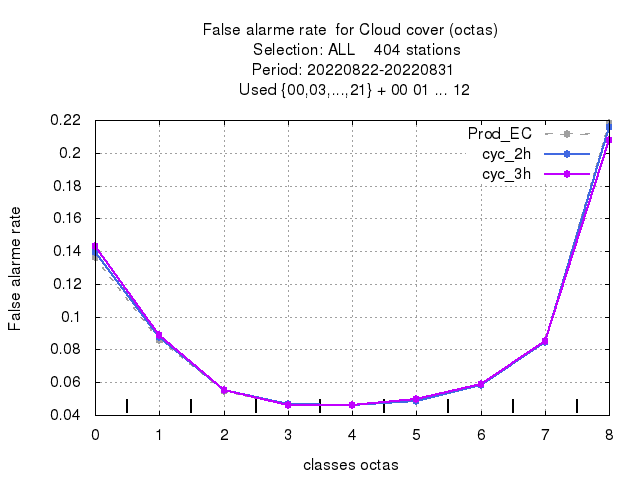 False alarme rate  for Cloud cover (octas)
Selection: ALL    404 stations
Period: 20220822-20220831
Used {00,03,...,21} + 00 01 ... 12
Prod_EC
cyc_2h
cyc_3h
False alarme rate
0.22
0.2
0.18
0.16
0.14
0.12
0.1
0.08
0.06
0.04
0 1 2 3 4 5 6 7 8
classes octas